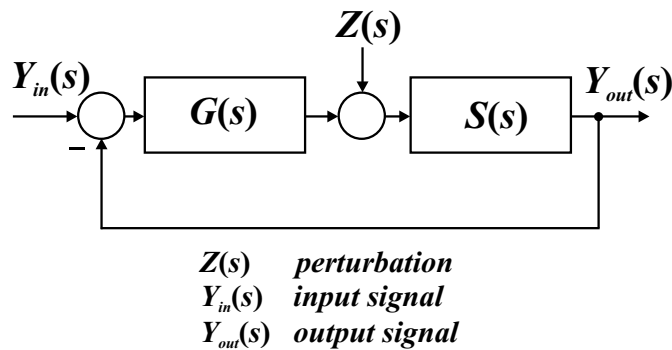 Z(s)
Y_in(s) Y_out(s)
G(s) S(s)
−
Z(s) perturbation
Y_in(s) input signal
Y_out(s) output signal